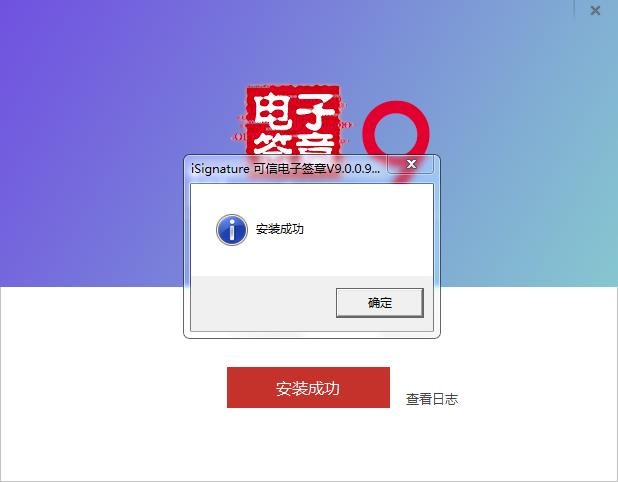 电子
签章
9
iSignature 可信电子签章V9.0.0.9...
安装成功
确定
安装成功
查看日志